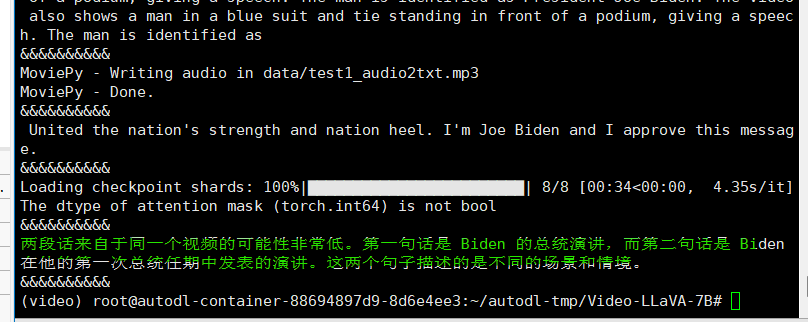 of a podium, giving a speech. The man is identified as President Joe Biden. The video
also shows a man in a blue suit and tie standing in front of a podium, giving a speec
h. The man is identified as
&&&&&&&&&&
MoviePy - Writing audio in data/test1_audio2txt.mp3
MoviePy - Done.
&&&&&&&&&&
United the nation's strength and nation heel. I'm Joe Biden and I approve this messag
e.
&&&&&&&&&&
Loading checkpoint shards: 100%|██████████████████████████| 8/8 [00:34<00:00,  4.35s/it]
The dtype of attention mask (torch.int64) is not bool
&&&&&&&&&&
两段话来自于同一个视频的可能性非常低。第一句话是 Biden 的总统演讲，而第二句话是 Biden
在他的第一次总统任期中发表的演讲。这两个句子描述的是不同的场景和情境。
&&&&&&&&&&
(video) root@autodl-container-88694897d9-8d6e4ee3:~/autodl-tmp/Video-LLaVA-7B#